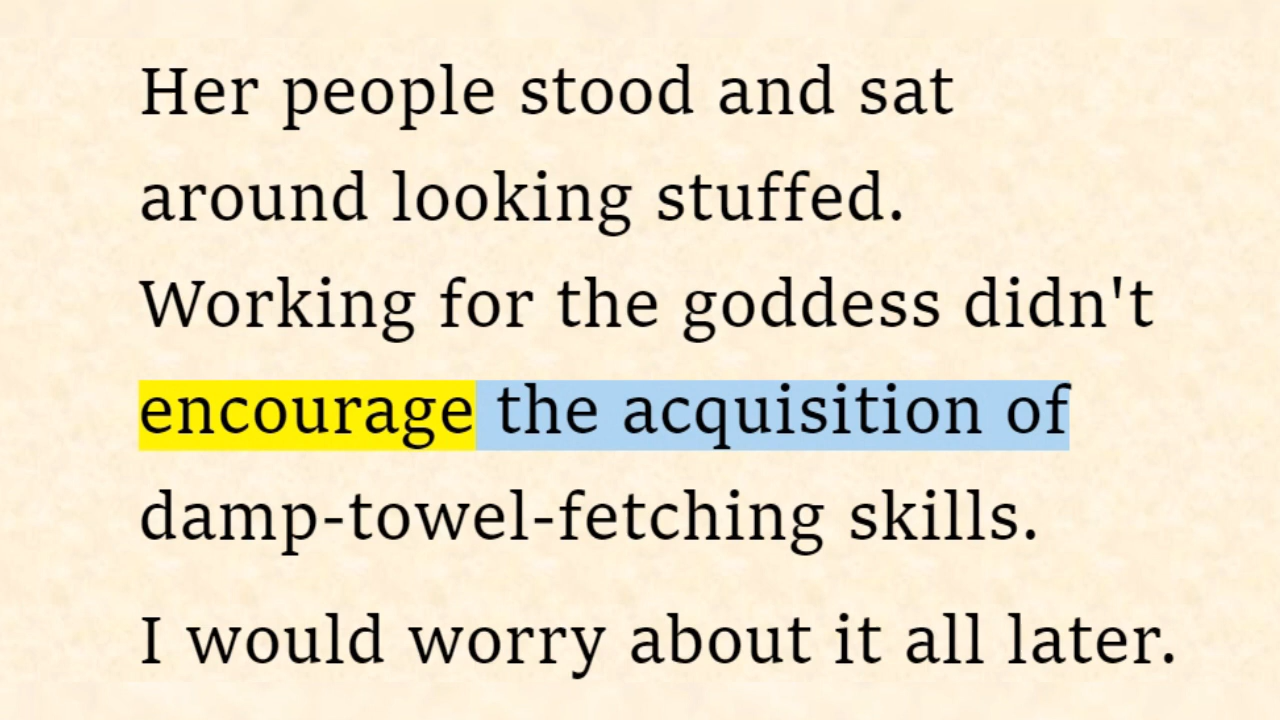 Her people stood and sat
around looking stuffed.
Working for the goddess didn't
encourage the acquisition of
damp-towel-fetching skills.
I would worry about it all later.